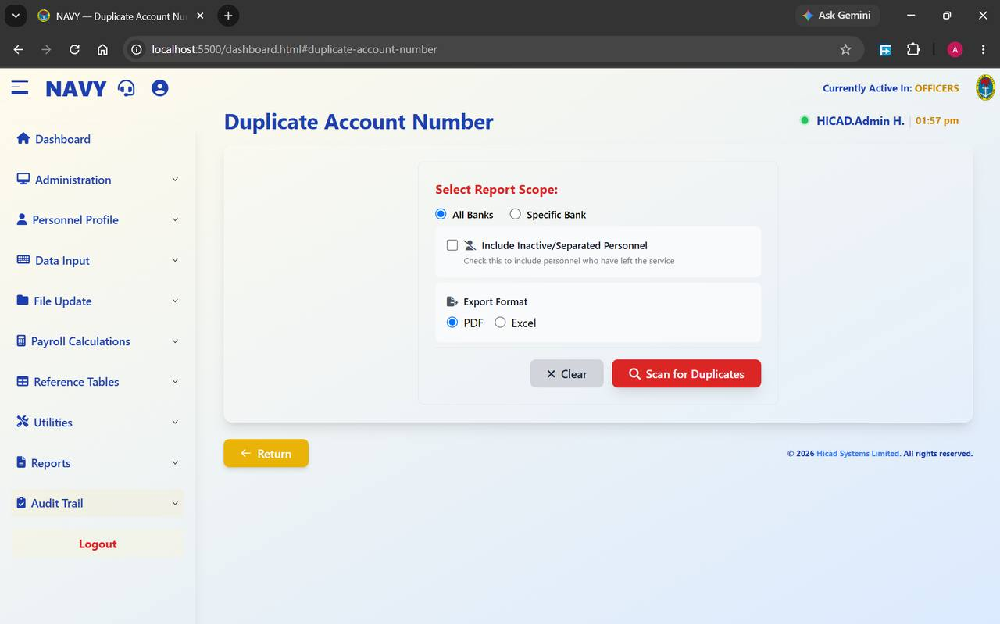 NAVY — Duplicate Account Nu
Ask Gemini
localhost:5500/dashboard.html#duplicate-account-number
A
NAVY
Currently Active In: OFFICERS
Duplicate Account Number
HICAD.Admin H. | 01:57 pm
Dashboard
Administration
Personnel Profile
Data Input
File Update
Payroll Calculations
Reference Tables
Utilities
Reports
Audit Trail
Logout
Select Report Scope:
All Banks Specific Bank
Include Inactive/Separated Personnel
Check this to include personnel who have left the service
Export Format
PDF Excel
Clear Scan for Duplicates
Return
© 2026 Hicad Systems Limited. All rights reserved.